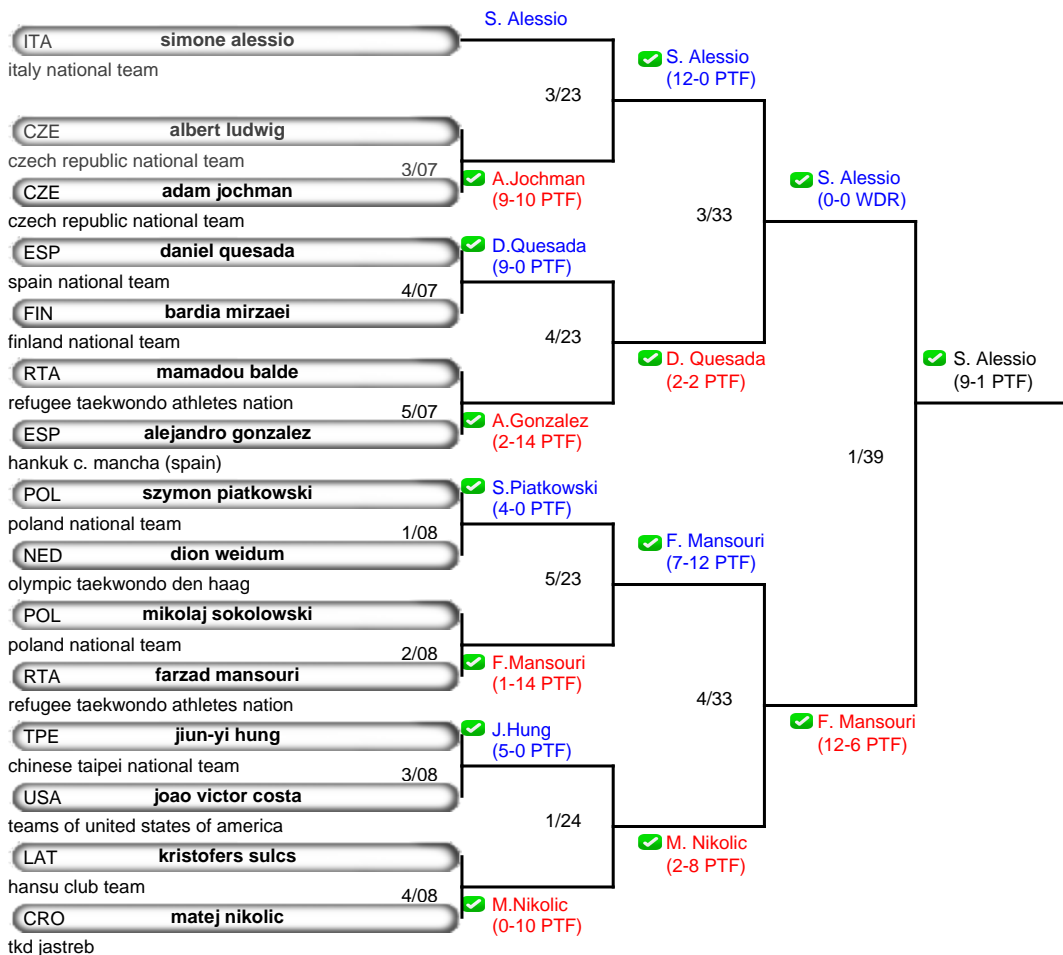 S. Alessio
ITA simone alessio
italy national team
S. Alessio
(12-0 PTF)
3/23
CZE albert ludwig
czech republic national team
3/07
CZE adam jochman
czech republic national team
A.Jochman
(9-10 PTF)
S. Alessio
(0-0 WDR)
3/33
ESP daniel quesada
spain national team
D.Quesada
(9-0 PTF)
4/07
FIN bardia mirzaei
finland national team
4/23
D. Quesada
(2-2 PTF)
S. Alessio
(9-1 PTF)
RTA mamadou balde
refugee taekwondo athletes nation
5/07
ESP alejandro gonzalez
hankuk c. mancha (spain)
A.Gonzalez
(2-14 PTF)
1/39
POL szymon piatkowski
poland national team
S.Piatkowski
(4-0 PTF)
1/08
NED dion weidum
olympic taekwondo den haag
F. Mansouri
(7-12 PTF)
5/23
POL mikolaj sokolowski
poland national team
2/08
RTA farzad mansouri
refugee taekwondo athletes nation
F.Mansouri
(1-14 PTF)
4/33
F. Mansouri
(12-6 PTF)
TPE jiun-yi hung
chinese taipei national team
J.Hung
(5-0 PTF)
3/08
USA joao victor costa
teams of united states of america
1/24
M. Nikolic
(2-8 PTF)
LAT kristofers sulcs
hansu club team
4/08
CRO matej nikolic
tkd jastreb
M.Nikolic
(0-10 PTF)